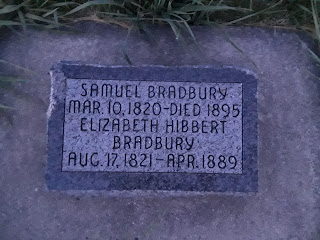 SAMUEL BRADBURY
MAR. 10, 1820-DIED 1895
ELIZABETH HIBBERT
BRADBURY
AUG. 17, 1821-APR. 1889